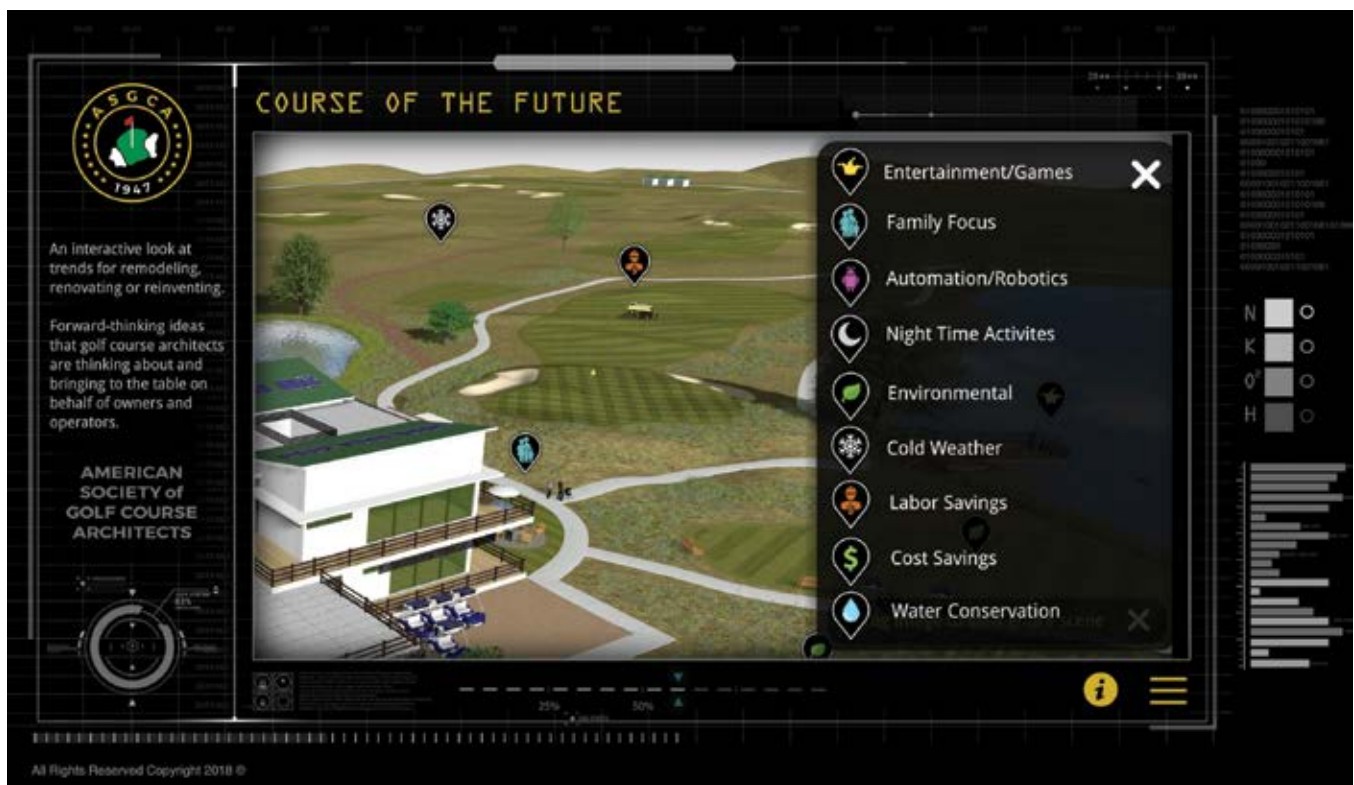 ASGCA
1947
COURSE OF THE FUTURE
An interactive look at
trends for remodeling,
renovating or reinventing.
Forward-thinking ideas
that golf course architects
are thinking about and
bringing to the table on
behalf of owners and
operators.
AMERICAN
SOCIETY of
GOLF COURSE
ARCHITECTS
Entertainment/Games
Family Focus
Automation/Robotics
Night Time Activites
Environmental
Cold Weather
Labor Savings
Cost Savings
Water Conservation
N
K
H
25%
50%
All Rights Reserved Copyright 2018 ©